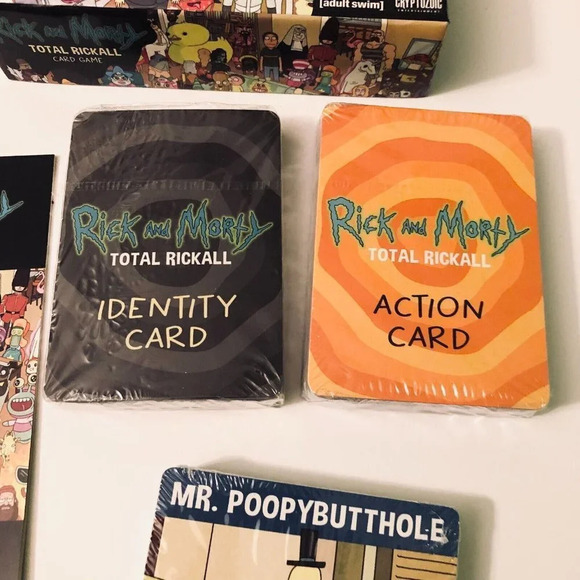 [adult swim]
CRYPTOZOIC
ENTERTAINMENT
Rick and Morty
TOTAL RICKALL
CARD GAME
Rick and Morty
TOTAL RICKALL
IDENTITY
CARD
Rick and Morty
TOTAL RICKALL
ACTION
CARD
MR. POOPYBUTTHOLE